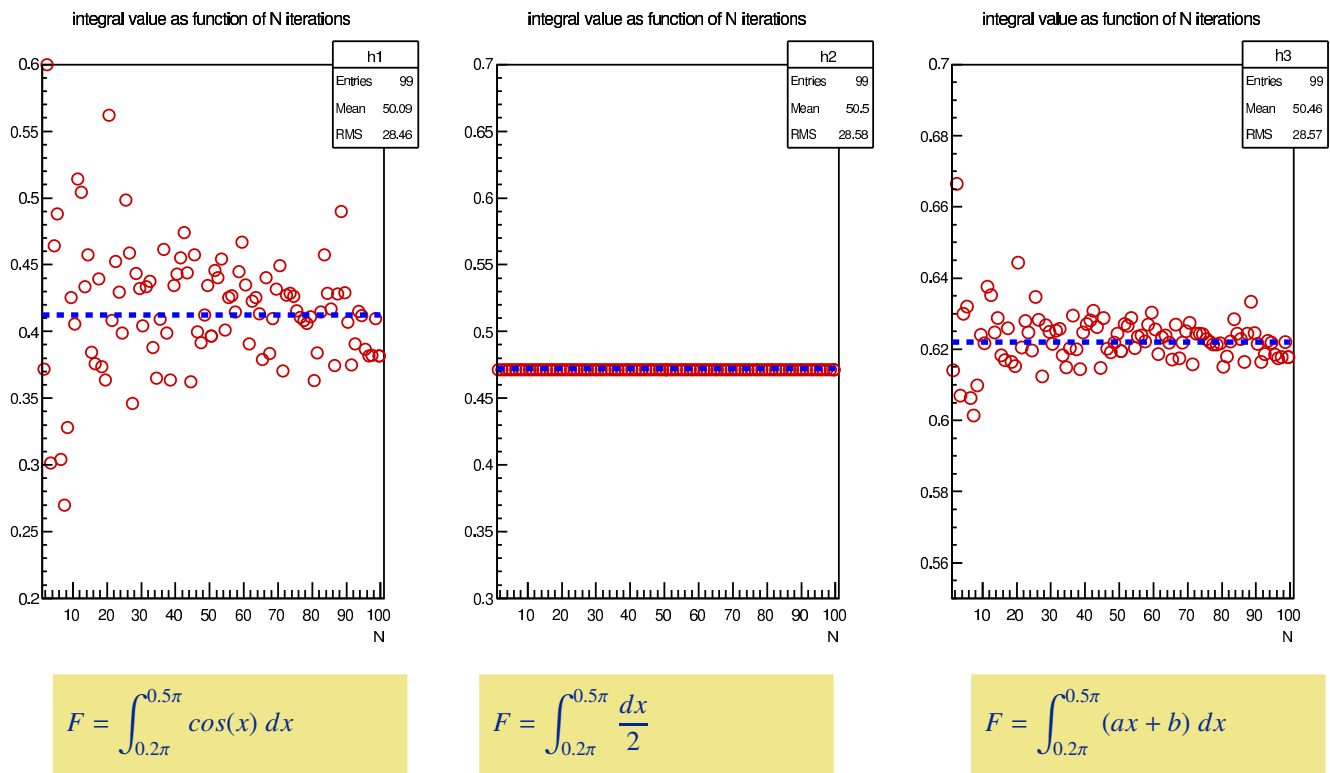 integral value as function of N iterations
h1
Entries 99
Mean 50.09
RMS 28.46
0.6
0.55
0.5
0.45
0.4
0.35
0.3
0.25
0.2
10 20 30 40 50 60 70 80 90 100
N
F = ∫_{0.2π}^{0.5π} cos(x) dx
integral value as function of N iterations
h2
Entries 99
Mean 50.5
RMS 28.58
0.7
0.65
0.6
0.55
0.5
0.45
0.4
0.35
0.3
10 20 30 40 50 60 70 80 90 100
N
F = ∫_{0.2π}^{0.5π} dx/2
integral value as function of N iterations
h3
Entries 99
Mean 50.46
RMS 28.57
0.7
0.68
0.66
0.64
0.62
0.6
0.58
0.56
10 20 30 40 50 60 70 80 90 100
N
F = ∫_{0.2π}^{0.5π} (ax + b) dx